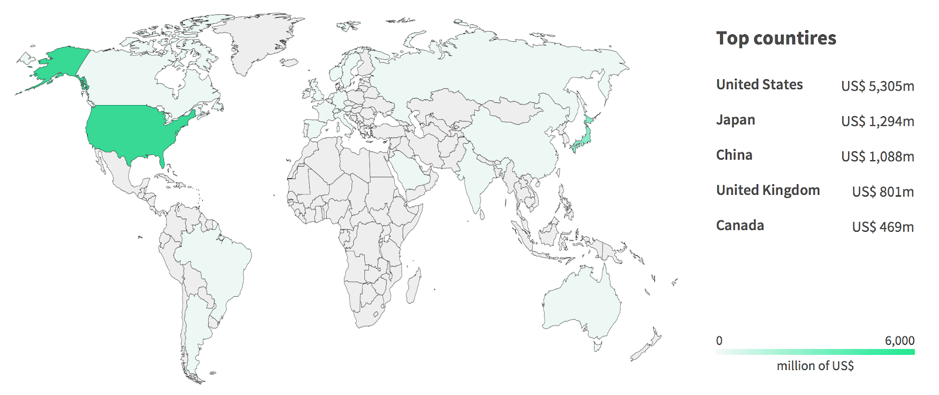 Top countires
United States US$ 5,305m
Japan US$ 1,294m
China US$ 1,088m
United Kingdom US$ 801m
Canada US$ 469m
0 6,000
million of US$